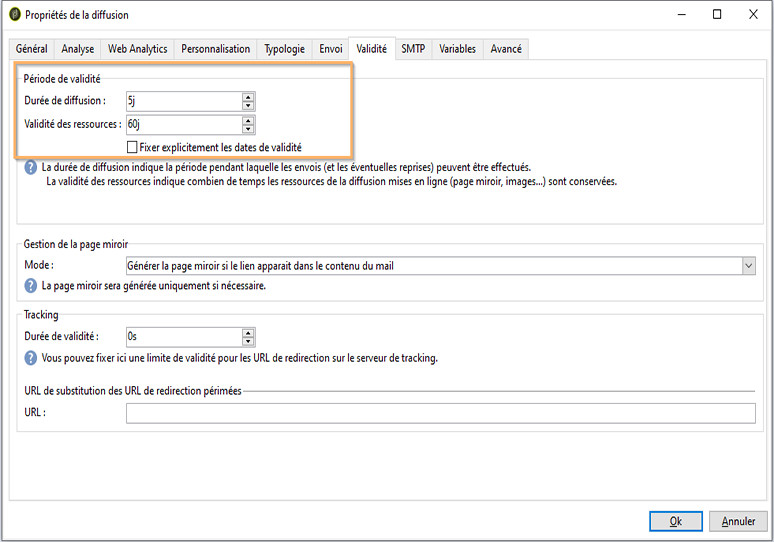 Propriétés de la diffusion
Général Analyse Web Analytics Personnalisation Typologie Envoi Validité SMTP Variables Avancé
Période de validité
Durée de diffusion : 5j
Validité des ressources : 60j
Fixer explicitement les dates de validité
? La durée de diffusion indique la période pendant laquelle les envois (et les éventuelles reprises) peuvent être effectués.
La validité des ressources indique combien de temps les ressources de la diffusion mises en ligne (page miroir, images...) sont conservées.
Gestion de la page miroir
Mode : Générer la page miroir si le lien apparait dans le contenu du mail
? La page miroir sera générée uniquement si nécessaire.
Tracking
Durée de validité : 0s
? Vous pouvez fixer ici une limite de validité pour les URL de redirection sur le serveur de tracking.
URL de substitution des URL de redirection périmées
URL :
Ok Annuler